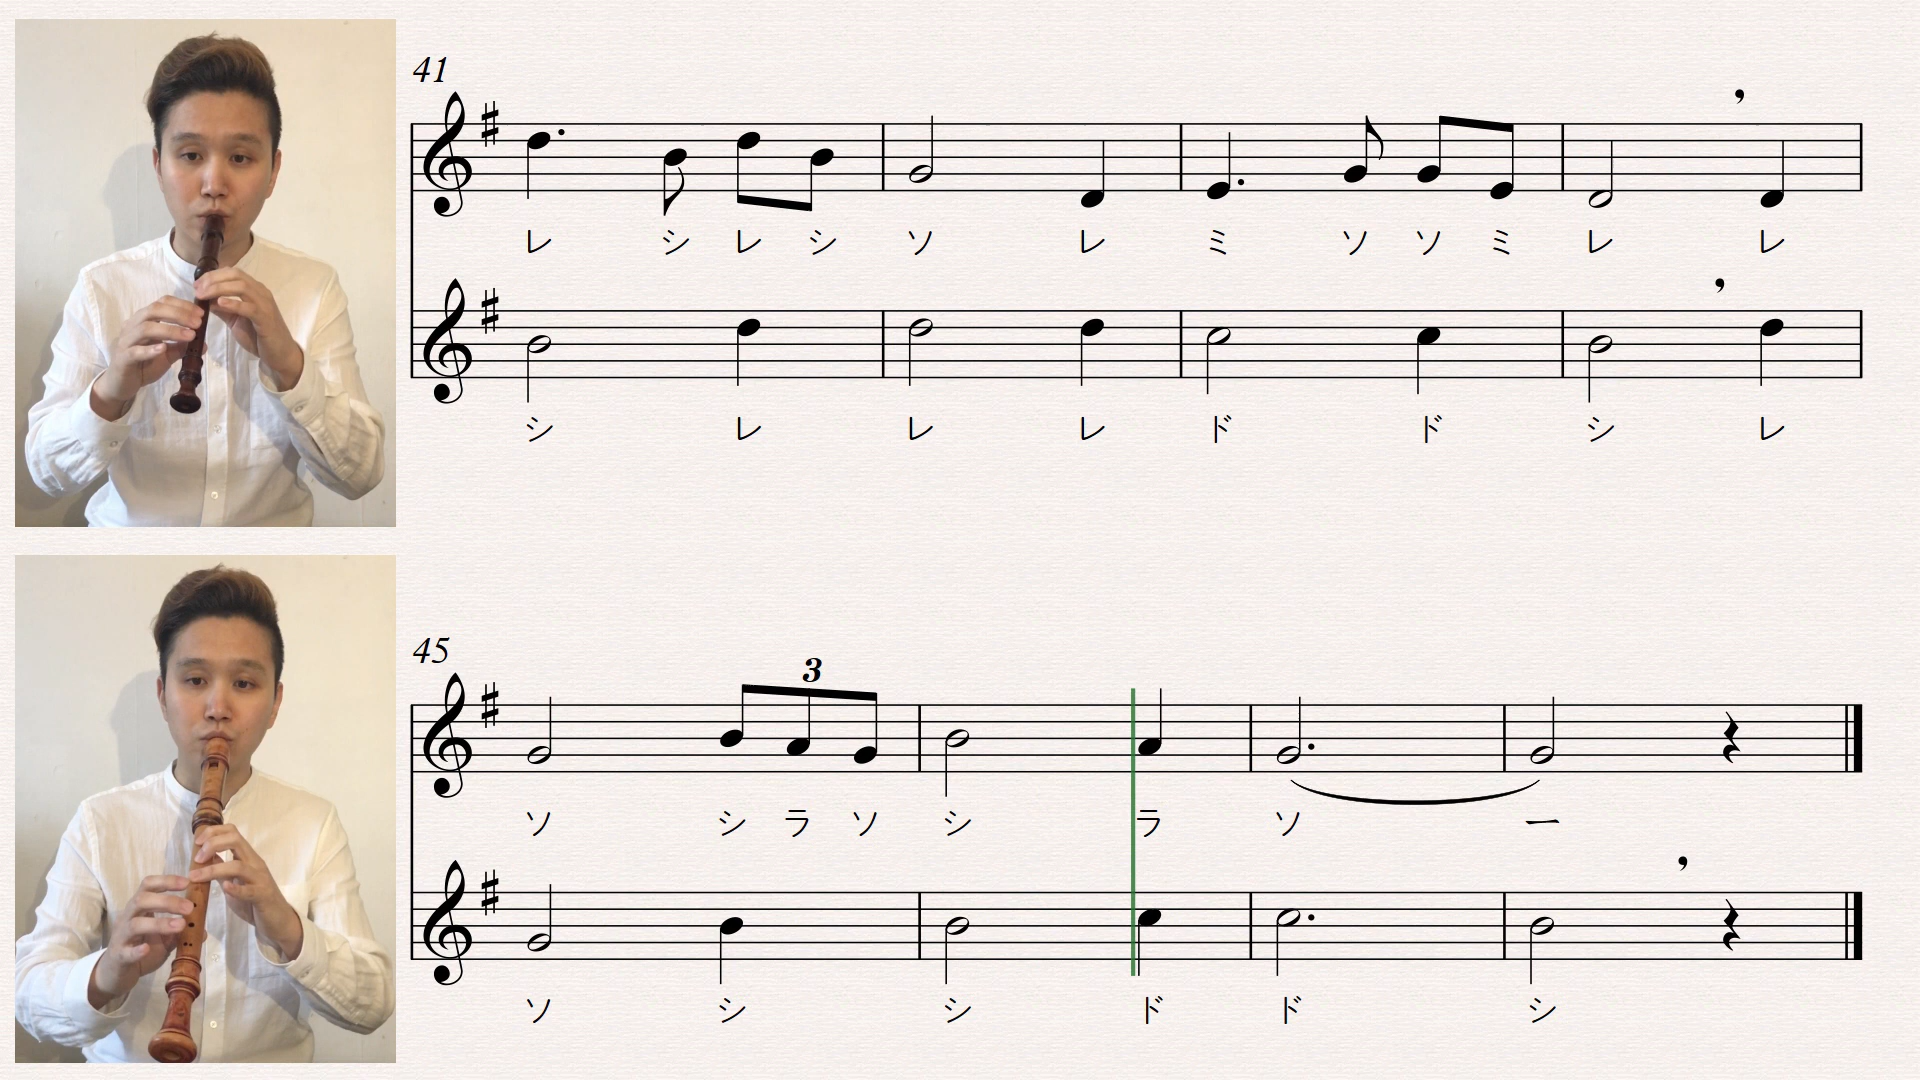 41
レ シ レ シ ソ レ ミ ソ ソ ミ レ レ
シ レ レ レ ド ド シ レ
45
3
ソ シ ラ ソ シ ラ ソ ー
ソ シ シ ド ド シ